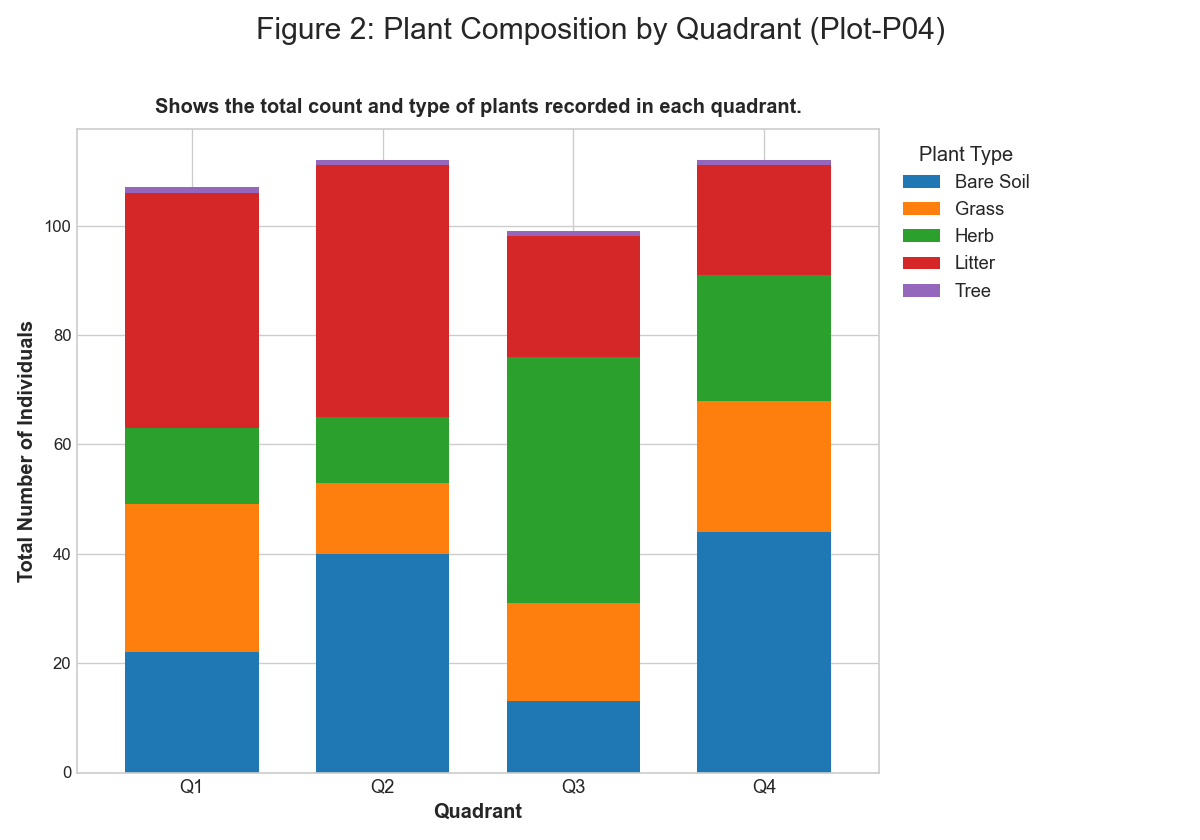 Figure 2: Plant Composition by Quadrant (Plot-P04)
Shows the total count and type of plants recorded in each quadrant.
Plant Type
Bare Soil
Grass
Herb
Litter
Tree
Total Number of Individuals
100
80
60
40
20
0
Q1 Q2 Q3 Q4
Quadrant